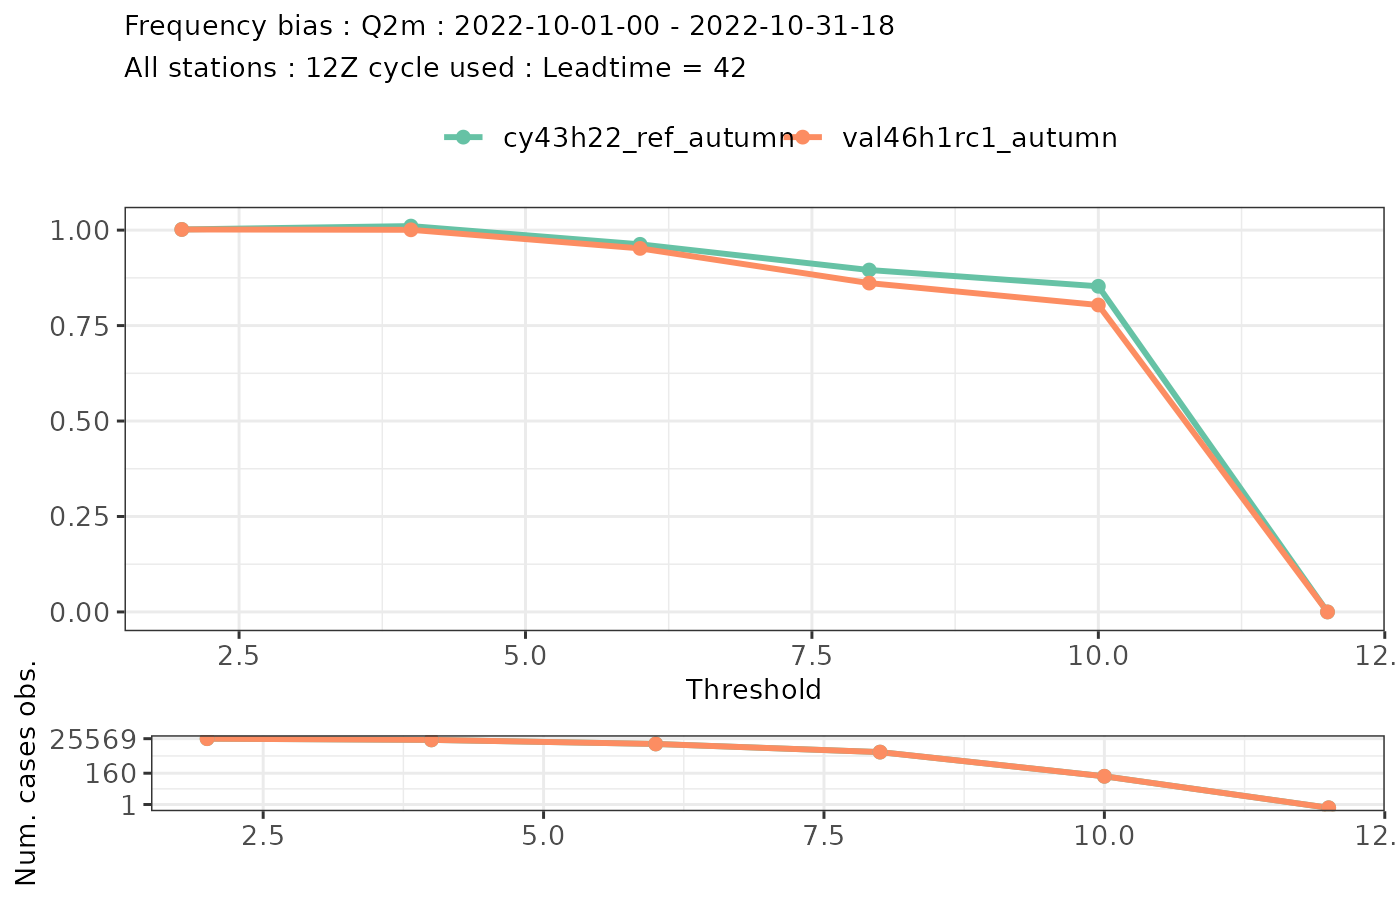 Frequency bias : Q2m : 2022-10-01-00 - 2022-10-31-18
All stations : 12Z cycle used : Leadtime = 42
cy43h22_ref_autumn val46h1rc1_autumn
1.00
0.75
0.50
0.25
0.00
2.5 5.0 7.5 10.0 12.
Threshold
Num. cases obs.
25569
160
1
2.5 5.0 7.5 10.0 12.